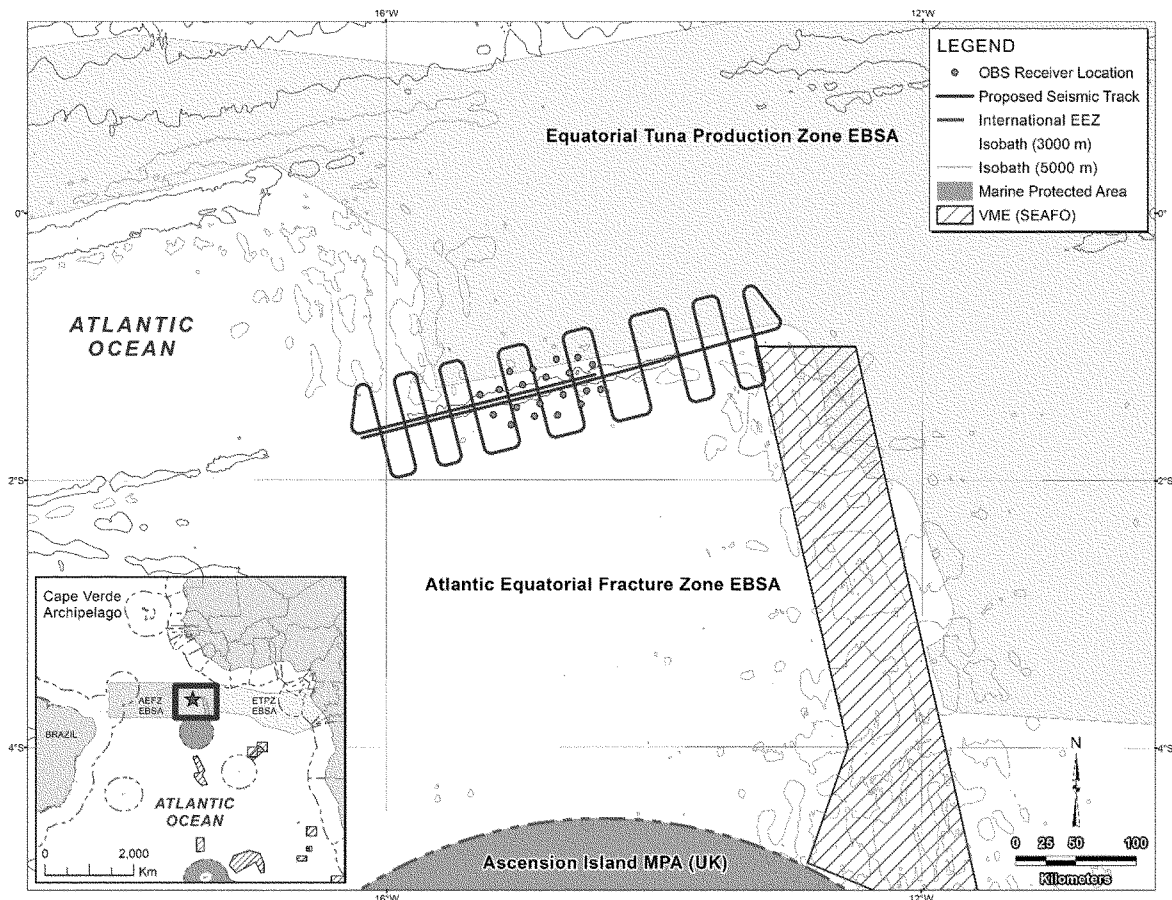 16°W
12°W
LEGEND
OBS Receiver Location
Proposed Seismic Track
International EEZ
Isobath (3000 m)
Isobath (5000 m)
Marine Protected Area
VME (SEAFO)
Equatorial Tuna Production Zone EBSA
0°
0°
ATLANTIC
OCEAN
2°S
2°S
Atlantic Equatorial Fracture Zone EBSA
Cape Verde
Archipelago
AEFZ
EBSA
ETPZ
EBSA
BRAZIL
ATLANTIC
OCEAN
0
2,000
Km
4°S
4°S
N
0 25 50 100
Kilometers
Ascension Island MPA (UK)
16°W
12°W